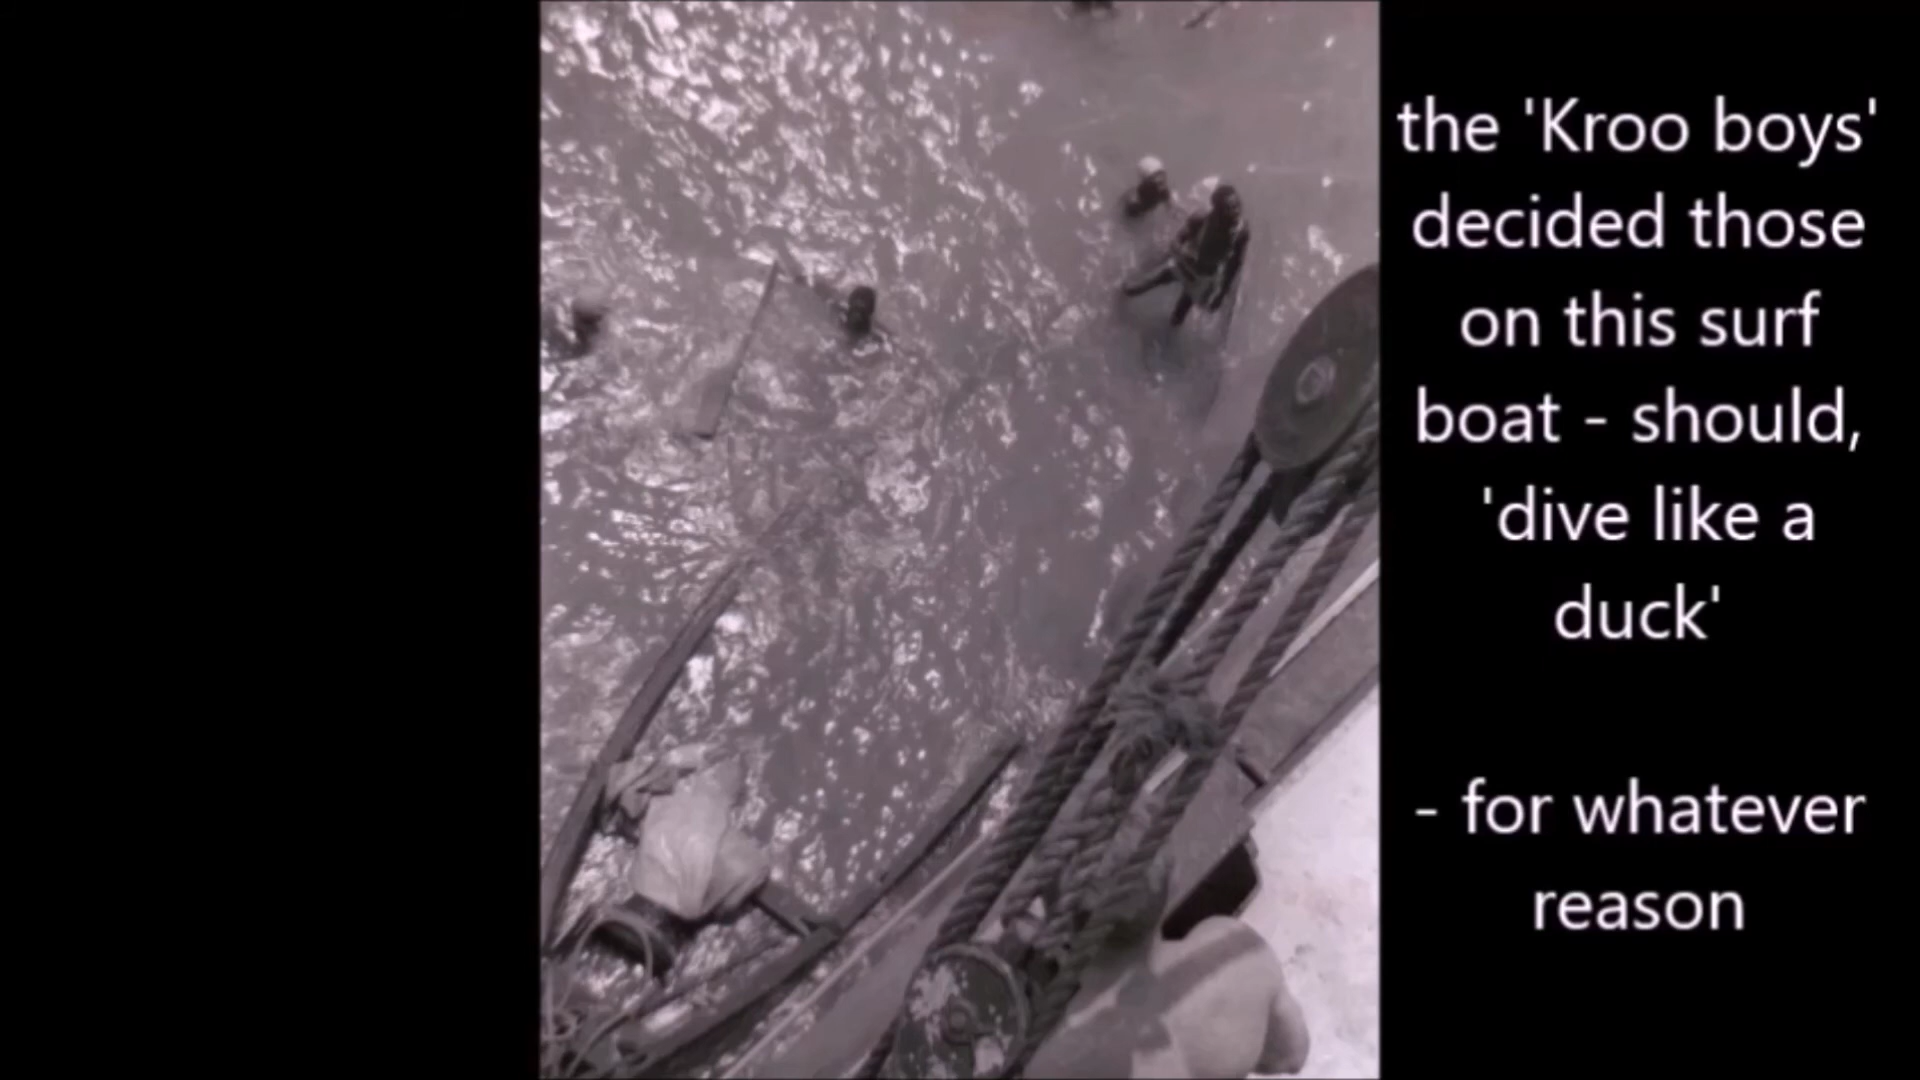 the 'Kroo boys'
decided those
on this surf
boat - should,
'dive like a
duck'
- for whatever
reason